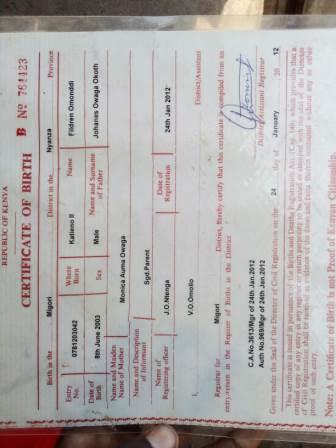 REPUBLIC OF KENYA
CERTIFICATE OF BIRTH
B No 761123
Birth in the Migori District in the Nyanza Province
Entry No. 0781203042 Where Born Katieno II Name Fildren Omonddi
Date of Birth 8th June 2003 Sex Male Name and Surname of Father Johanes Owaga Okoth
Name and Maiden Name of Mother Monica Auma Owaga
Name and Description of Informant Sgd.Parent
Name of Registering officer J.O.Ntenga Date of Registration 24th Jan 2012
I, V.O.Omollo District/Assistant
Registrar for Migori District, hereby certify that this certificate is compiled from an
entry/return in the Register of Births in the District
C.A.No.3613/Mgr of 24th Jan 2012
Auth No.969/Mgr of 24th Jan 2012
District/Assistant Registrar
Given under the Seal of the Director of Civil Registration on the 24 day of January 20 12
This certificate is issued in pursuance of the Births and Deaths Registration Act (Cap. 149) which provides that a
certified copy of any entry in any register or return purporting to be sealed or stamped with the seal of the
of Civil Registration shall be received as evidence of the dates and facts therein contained without any or other
proof of such entry.
Note: A Certificate of Birth is not Proof of Kenyan Citizenship.